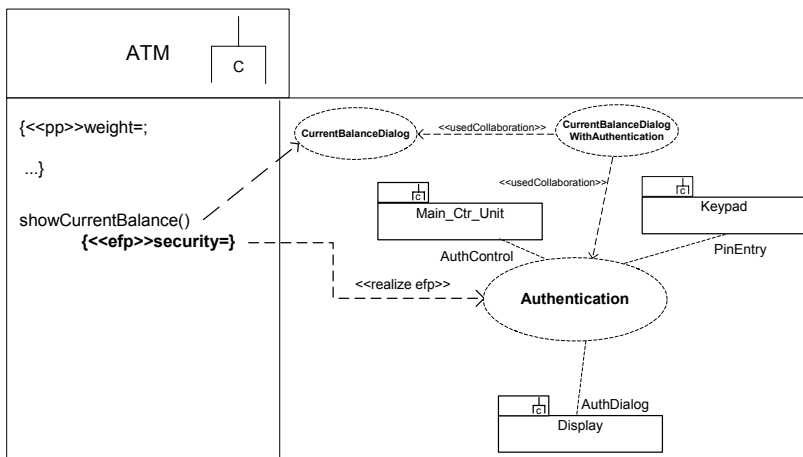 ATM
C
{<<pp>>weight=;
...}
showCurrentBalance()
{<<efp>>security=}
<<realize efp>>
CurrentBalanceDialog
<<usedCollaboration>>
CurrentBalanceDialog
WithAuthentication
<<usedCollaboration>>
C
Main_Ctr_Unit
AuthControl
C
Keypad
PinEntry
Authentication
AuthDialog
C
Display